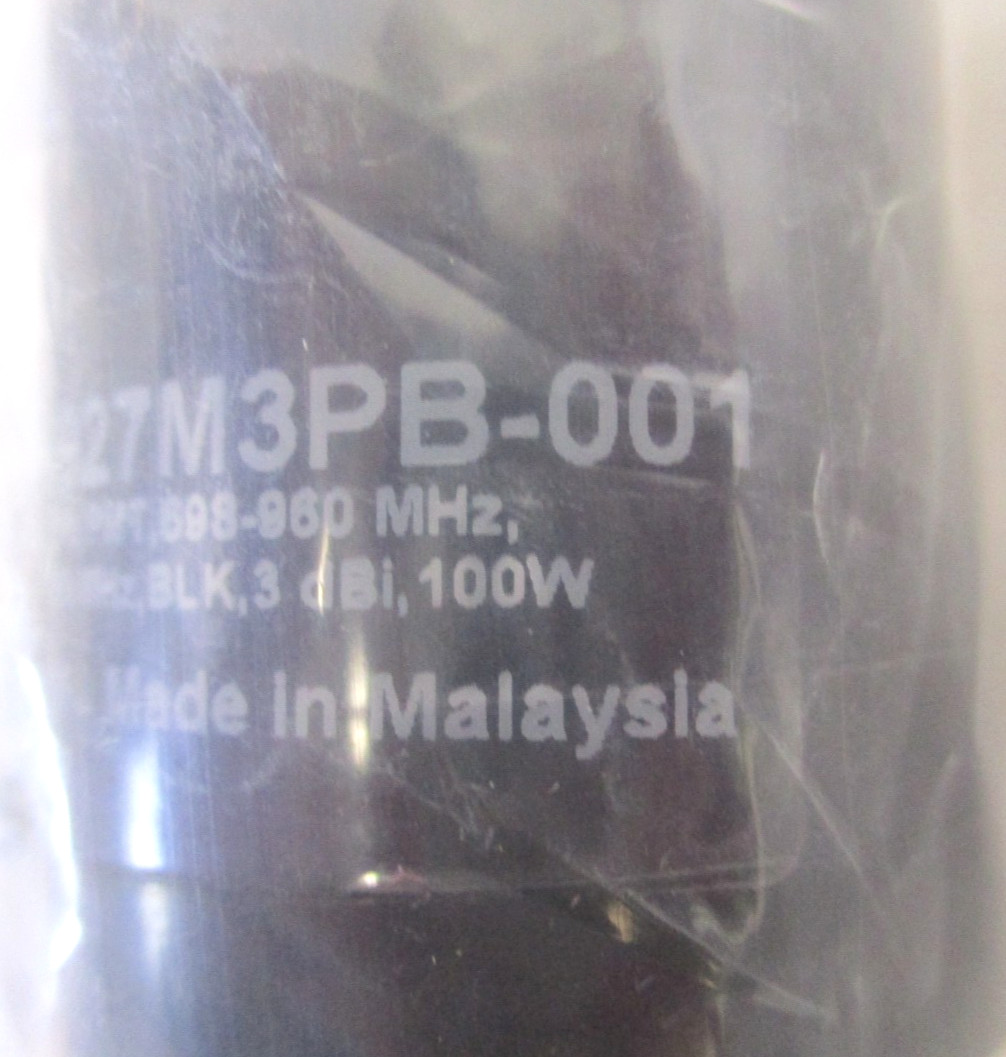 27M3PB-001
698-960 MHz,
BLK,3 dBi,100W
Made in Malaysia